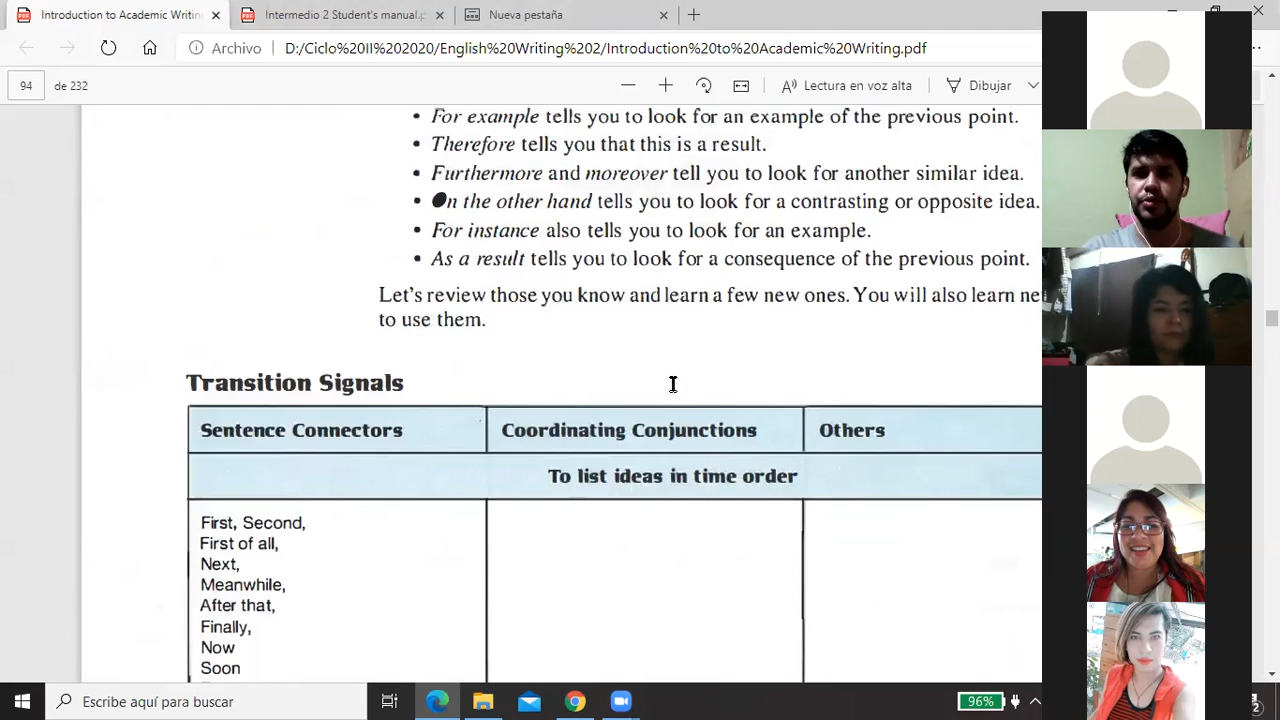 Introduction to Academic Writing
Intermedio 2 Student's manual.p
Nueva pestaña
Archivo D:/Ciclo%20II%202020/English%20Writing%202/Introduction%20to%20Academic%20Writing.pdf
94 de 232 Lectura en voz alta Dibujar
• For example tells you to look for an example of the previous point.
• Therefore tells you that this is a result.
• Furthermore and moreover tell you to look for another similar idea.
• On the other hand tells you to look for a contrasting or opposite idea.
• For instance also tells you to look for an example.
• As a result tells you to look for a consequence of the previous point.
Let's review those you know and learn a few new ones. You will also learn ne
to use them.
Transition Signals
Sentence Connectors Coordinating Conjunctions Others
To list ideas in time order
First, Second,
First of all,
Next,
Meanwhile,
After that,
Finally,
Now
Soon
Escribe aquí para buscar 96%